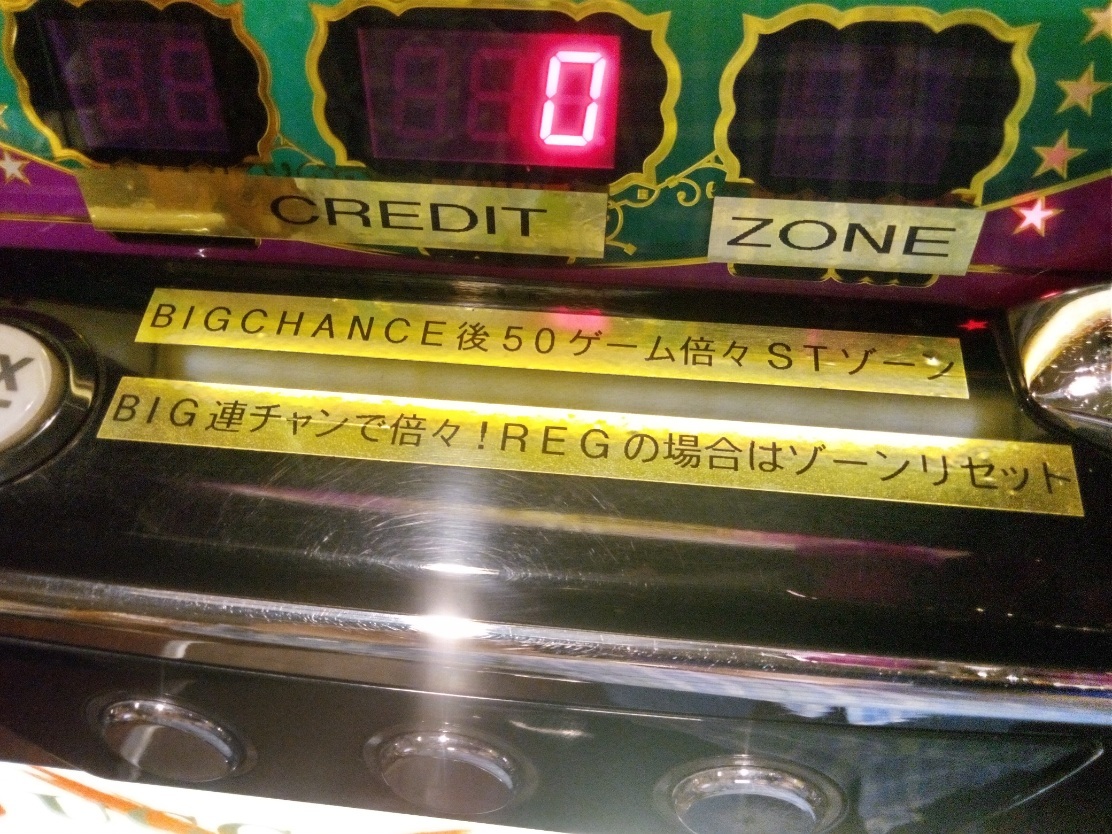 0
CREDIT
ZONE
BIGCHANCE後50ゲーム倍々STゾーン
BIG連チャンで倍々!REGの場合はゾーンリセット